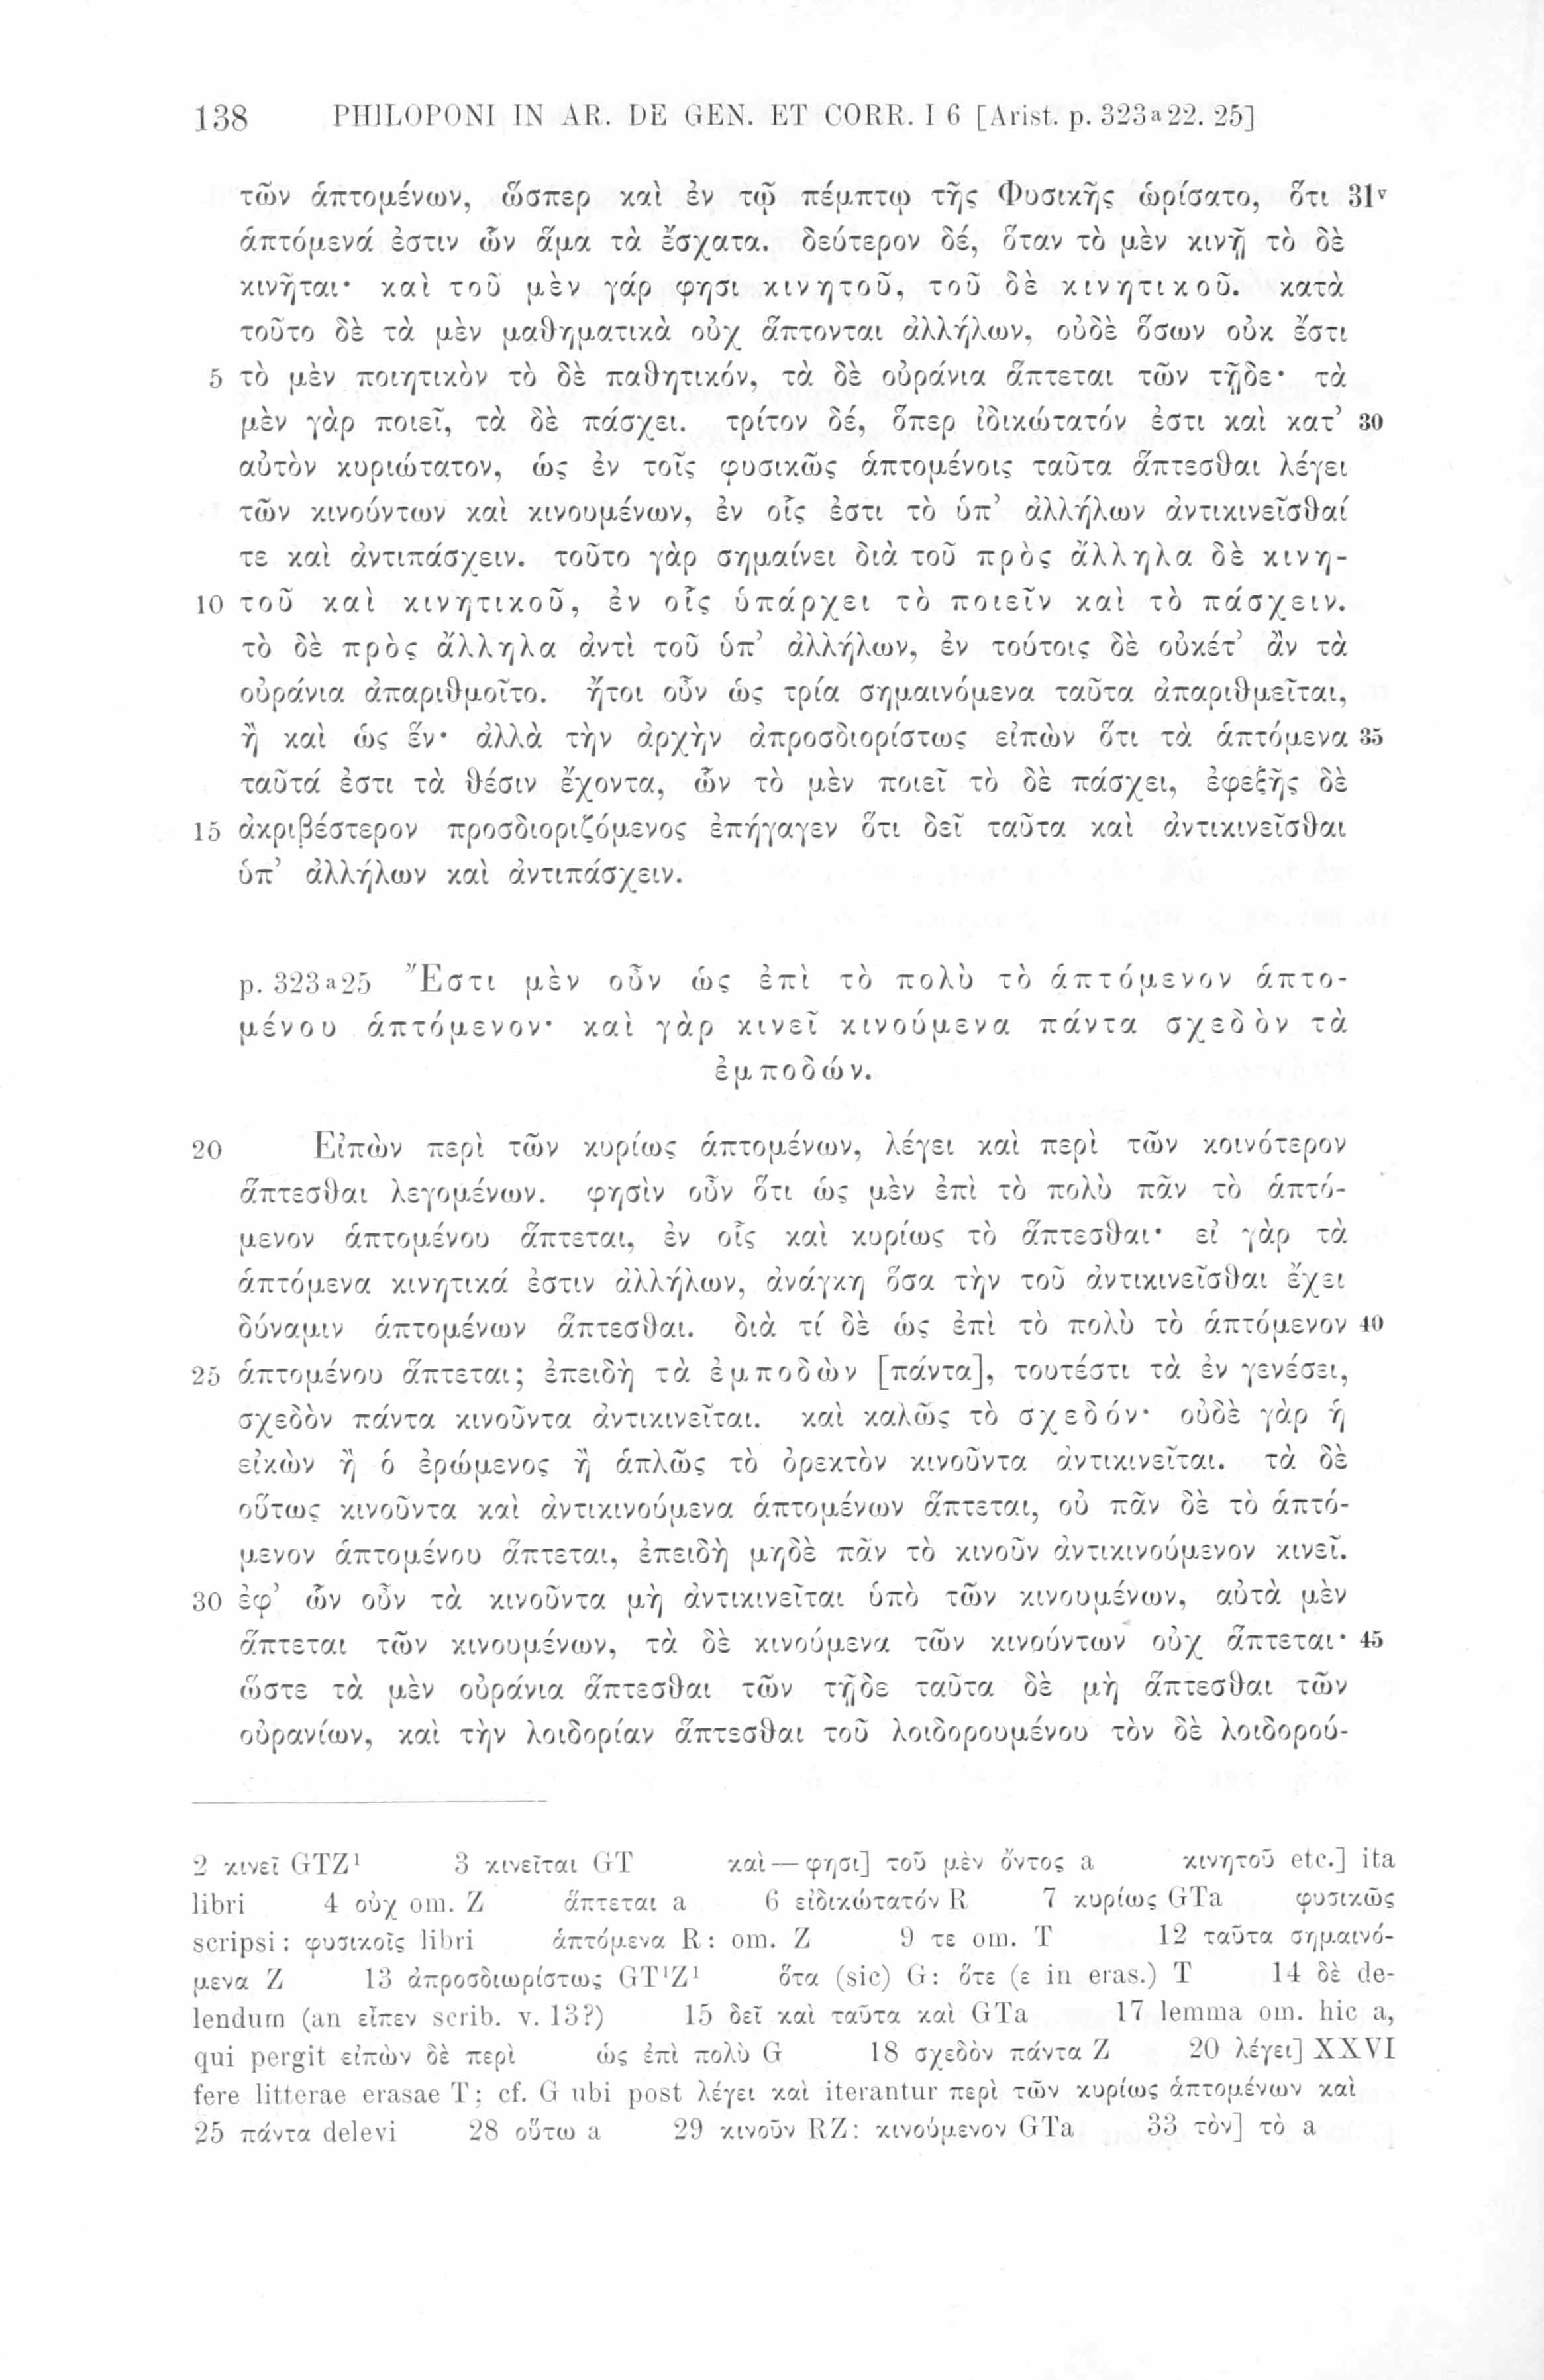 138 PHILOPONI IN AR. DE GEN. ET CORR. I 6 [Arist. p. 323a22. 25]
τῶν ἁπτομένων, ὥσπερ καὶ ἐν τῷ πέμπτῳ τῆς Φυσικῆς ὡρίσατο, ὅτι 31v
ἁπτόμενά ἐστιν ὧν ἅμα τὰ ἔσχατα. δεύτερον δέ, ὅταν τὸ μὲν κινῇ τὸ δὲ
κινῆται· καὶ τοῦ μὲν γάρ φησι κινητοῦ, τοῦ δὲ κινητικοῦ. κατὰ
τοῦτο δὲ τὰ μὲν μαθηματικὰ οὐχ ἅπτονται ἀλλήλων, οὐδὲ ὅσων οὐκ ἔστι
5 τὸ μὲν ποιητικὸν τὸ δὲ παθητικόν, τὰ δὲ οὐράνια ἅπτεται τῶν τῇδε· τὰ
μὲν γὰρ ποιεῖ, τὰ δὲ πάσχει. τρίτον δέ, ὅπερ ἰδικώτατόν ἐστι καὶ κατ’ 30
αὐτὸν κυριώτατον, ὡς ἐν τοῖς φυσικῶς ἁπτομένοις ταῦτα ἅπτεσθαι λέγει
τῶν κινούντων καὶ κινουμένων, ἐν οἷς ἐστι τὸ ὑπ’ ἀλλήλων ἀντικινεῖσθαί
τε καὶ ἀντιπάσχειν. τοῦτο γὰρ σημαίνει διὰ τοῦ πρὸς ἄλληλα δὲ κινη-
10 τοῦ καὶ κινητικοῦ, ἐν οἷς ὑπάρχει τὸ ποιεῖν καὶ τὸ πάσχειν.
τὸ δὲ πρὸς ἄλληλα ἀντὶ τοῦ ὑπ’ ἀλλήλων, ἐν τούτοις δὲ οὐκέτ’ ἂν τὰ
οὐράνια ἀπαριθμοῖτο. ἤτοι οὖν ὡς τρία σημαινόμενα ταῦτα ἀπαριθμεῖται,
ἢ καὶ ὡς ἕν· ἀλλὰ τὴν ἀρχὴν ἀπροσδιορίστως εἰπὼν ὅτι τὰ ἁπτόμενα 35
ταῦτά ἐστι τὰ θέσιν ἔχοντα, ὧν τὸ μὲν ποιεῖ τὸ δὲ πάσχει, ἐφεξῆς δὲ
15 ἀκριβέστερον προσδιοριζόμενος ἐπήγαγεν ὅτι δεῖ ταῦτα καὶ ἀντικινεῖσθαι
ὑπ’ ἀλλήλων καὶ ἀντιπάσχειν.
p. 323a25 Ἔστι μὲν οὖν ὡς ἐπὶ τὸ πολὺ τὸ ἁπτόμενον ἁπτο-
μένου ἁπτόμενον· καὶ γὰρ κινεῖ κινούμενα πάντα σχεδὸν τὰ
ἐμποδών.
20 Εἰπὼν περὶ τῶν κυρίως ἁπτομένων, λέγει καὶ περὶ τῶν κοινότερον
ἅπτεσθαι λεγομένων. φησὶν οὖν ὅτι ὡς μὲν ἐπὶ τὸ πολὺ πᾶν τὸ ἁπτό-
μενον ἁπτομένου ἅπτεται, ἐν οἷς καὶ κυρίως τὸ ἅπτεσθαι· εἰ γὰρ τὰ
ἁπτόμενα κινητικά ἐστιν ἀλλήλων, ἀνάγκη ὅσα τὴν τοῦ ἀντικινεῖσθαι ἔχει
δύναμιν ἁπτομένων ἅπτεσθαι. διὰ τί δὲ ὡς ἐπὶ τὸ πολὺ τὸ ἁπτόμενον 40
25 ἁπτομένου ἅπτεται; ἐπειδὴ τὰ ἐμποδὼν [πάντα], τουτέστι τὰ ἐν γενέσει,
σχεδὸν πάντα κινοῦντα ἀντικινεῖται. καὶ καλῶς τὸ σχεδόν· οὐδὲ γὰρ ἡ
εἰκὼν ἢ ὁ ἐρώμενος ἢ ἁπλῶς τὸ ὀρεκτὸν κινοῦντα ἀντικινεῖται. τὰ δὲ
οὕτως κινοῦντα καὶ ἀντικινούμενα ἁπτομένων ἅπτεται, οὐ πᾶν δὲ τὸ ἁπτό-
μενον ἁπτομένου ἅπτεται, ἐπειδὴ μηδὲ πᾶν τὸ κινοῦν ἀντικινούμενον κινεῖ.
30 ἐφ’ ὧν οὖν τὰ κινοῦντα μὴ ἀντικινεῖται ὑπὸ τῶν κινουμένων, αὐτὰ μὲν
ἅπτεται τῶν κινουμένων, τὰ δὲ κινούμενα τῶν κινούντων οὐχ ἅπτεται· 45
ὥστε τὰ μὲν οὐράνια ἅπτεσθαι τῶν τῇδε ταῦτα δὲ μὴ ἅπτεσθαι τῶν
οὐρανίων, καὶ τὴν λοιδορίαν ἅπτεσθαι τοῦ λοιδορουμένου τὸν δὲ λοιδορού-
2 κινεῖ GTZ¹ 3 κινεῖται GT καὶ—φησι] τοῦ μὲν ὄντος a κινητοῦ etc.] ita
libri 4 οὐχ om. Z ἅπτεται a 6 εἰδικώτατόν R 7 κυρίως GTa φυσικῶς
scripsi: φυσικοῖς libri ἁπτόμενα R: om. Z 9 τε om. T 12 ταῦτα σημαινό-
μενα Z 13 ἀπροσδιωρίστως GT¹Z¹ ὅτα (sic) G: ὅτε (ε in eras.) T 14 δὲ de-
lendum (an εἶπεν scrib. v. 13?) 15 δεῖ καὶ ταῦτα καὶ GTa 17 lemma om. hic a,
qui pergit εἰπὼν δὲ περὶ ὡς ἐπὶ πολὺ G 18 σχεδὸν πάντα Z 20 λέγει] XXVI
fere litterae erasae T; cf. G ubi post λέγει καὶ iterantur περὶ τῶν κυρίως ἁπτομένων καὶ
25 πάντα delevi 28 οὕτω a 29 κινοῦν RZ: κινούμενον GTa 33 τὸν] τὸ a